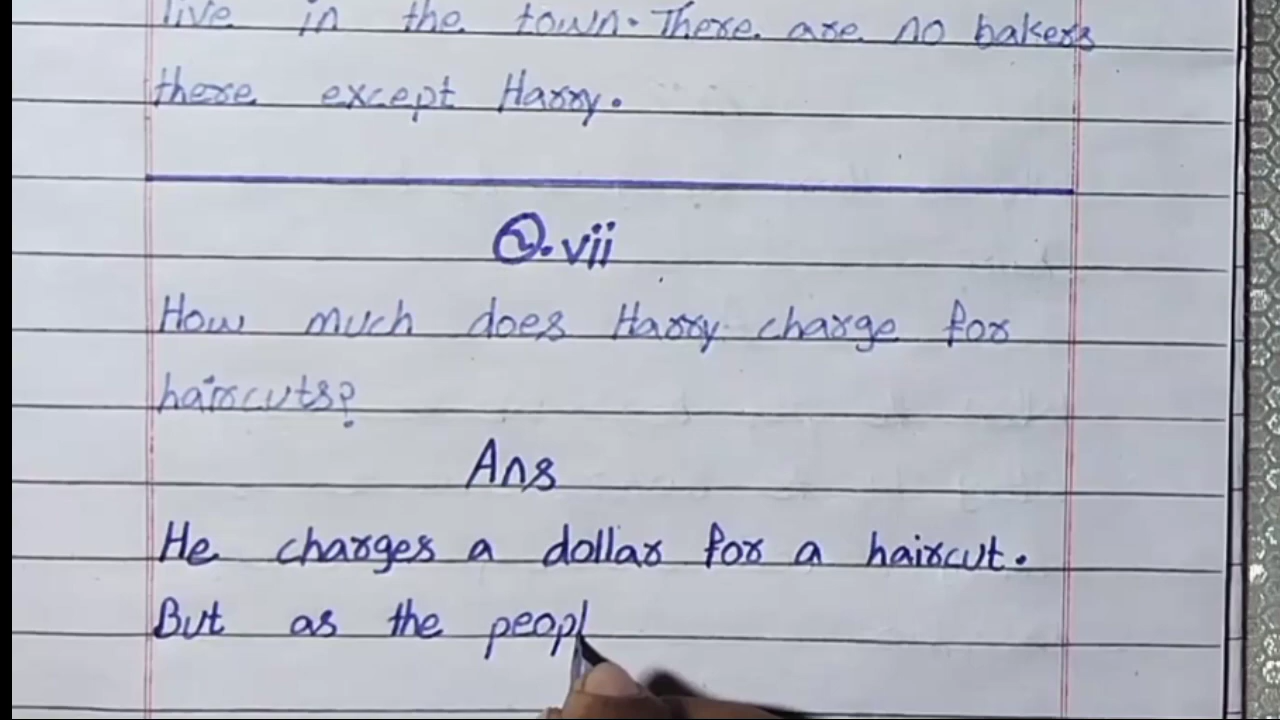 live in the town. There are no bakers
there except Harry.
Q.vii
How much does Harry charge for
haircuts?
Ans
He charges a dollar for a haircut.
But as the peopl